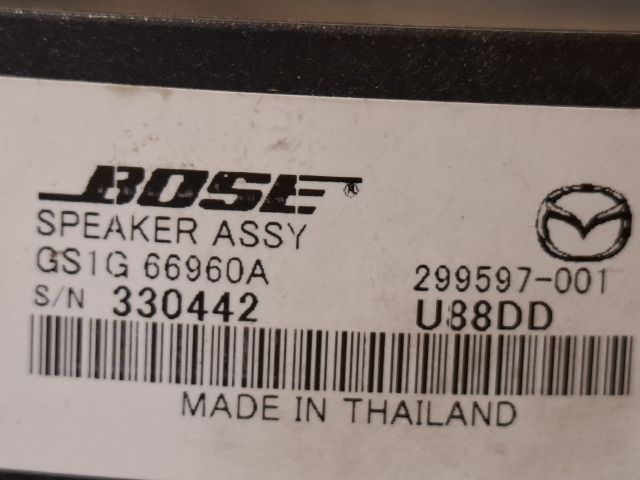 BOSE®
SPEAKER ASSY
GS1G 66960A 299597-001
S/N 330442 U88DD
MADE IN THAILAND